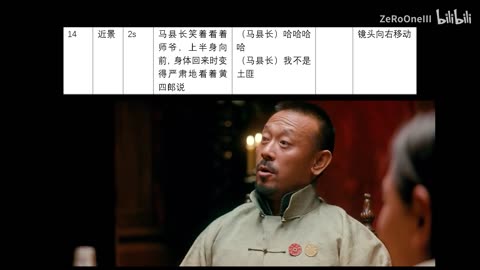 ZeRoOneIII bilibili
14 近景 2s 马县长笑着看着 （马县长）哈哈哈 镜头向右移动
师爷，上半身向 哈
前，身体回来时变 （马县长）我不是
得严肃地看着黄 土匪
四郎说